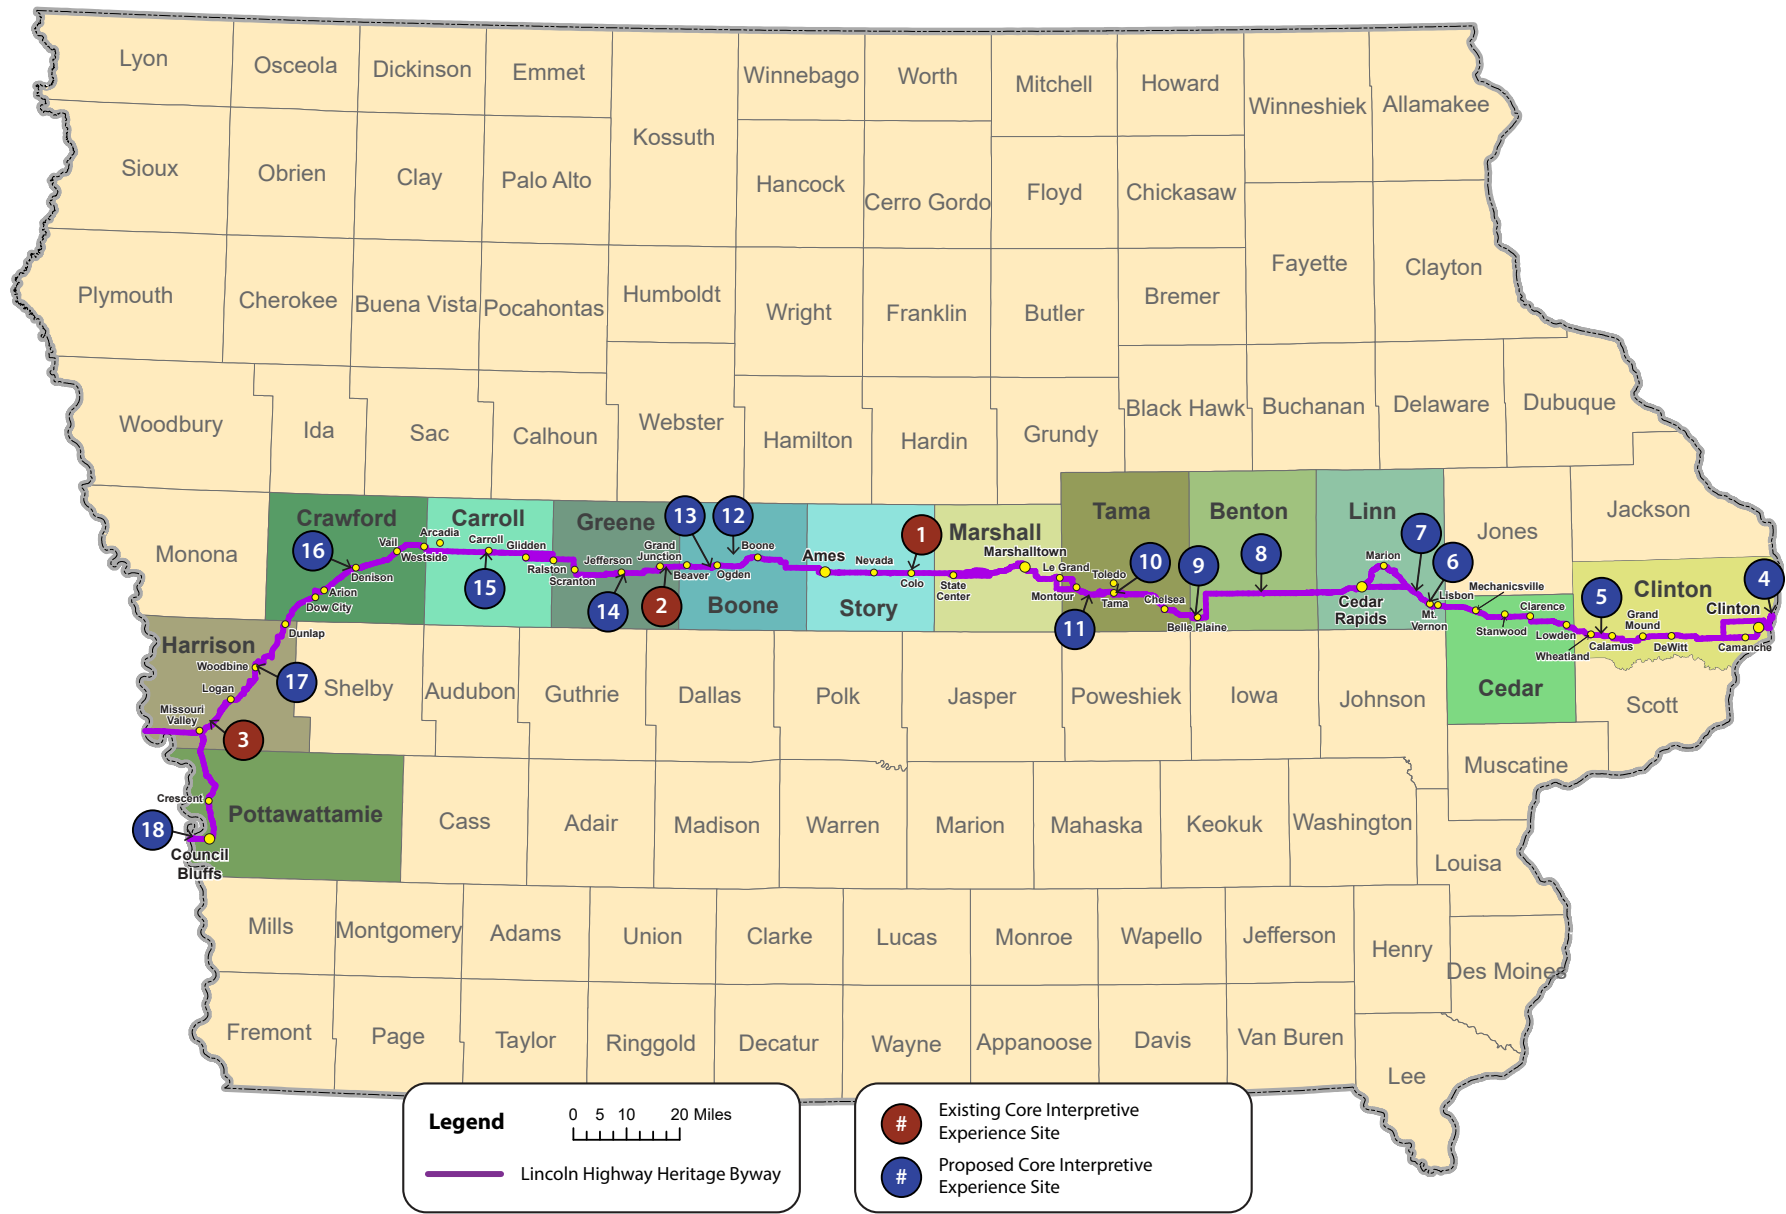 Lyon
Osceola
Dickinson
Emmet
Kossuth
Winnebago
Worth
Mitchell
Howard
Winneshiek
Allamakee
Sioux
Obrien
Clay
Palo Alto
Hancock
Cerro Gordo
Floyd
Chickasaw
Fayette
Clayton
Plymouth
Cherokee
Buena Vista
Pocahontas
Humboldt
Wright
Franklin
Butler
Bremer
Woodbury
Ida
Sac
Calhoun
Webster
Hamilton
Hardin
Grundy
Black Hawk
Buchanan
Delaware
Dubuque
Monona
Crawford
Carroll
Greene
Boone
Story
Marshall
Tama
Benton
Linn
Jones
Jackson
Clinton
Cedar
Harrison
Pottawattamie
16
15
14
13
12
2
1
11
10
9
8
7
6
5
4
17
3
18
Vail
Arcadia
Westside
Carroll
Glidden
Ralston
Scranton
Jefferson
Grand
Junction
Beaver
Ogden
Boone
Ames
Nevada
Colo
State
Center
Marshalltown
Le Grand
Montour
Toledo
Tama
Chelsea
Belle Plaine
Marion
Cedar
Rapids
Mt.
Vernon
Lisbon
Mechanicsville
Stanwood
Clarence
Lowden
Wheatland
Calamus
Grand
Mound
DeWitt
Clinton
Camanche
Denison
Arion
Dow City
Dunlap
Woodbine
Logan
Missouri
Valley
Crescent
Council
Bluffs
Shelby
Audubon
Guthrie
Dallas
Polk
Jasper
Poweshiek
Iowa
Johnson
Scott
Muscatine
Cass
Adair
Madison
Warren
Marion
Mahaska
Keokuk
Washington
Louisa
Mills
Montgomery
Adams
Union
Clarke
Lucas
Monroe
Wapello
Jefferson
Henry
Des Moines
Fremont
Page
Taylor
Ringgold
Decatur
Wayne
Appanoose
Davis
Van Buren
Lee
Legend
0 5 10 20 Miles
Lincoln Highway Heritage Byway
# Existing Core Interpretive
Experience Site
# Proposed Core Interpretive
Experience Site